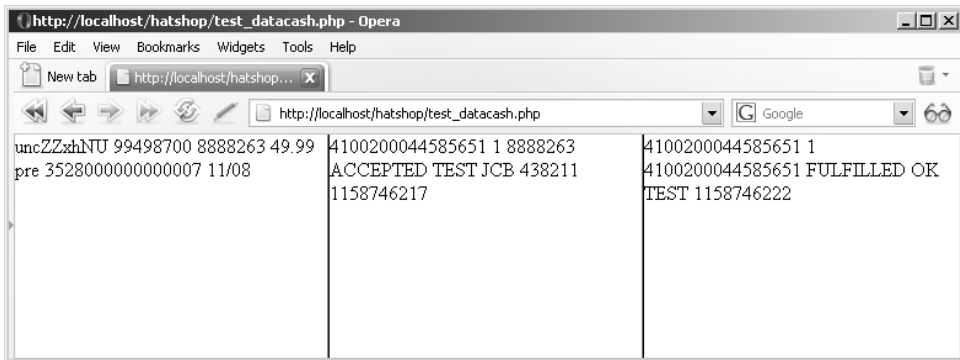 http://localhost/hatshop/test_datacash.php - Opera
File Edit View Bookmarks Widgets Tools Help
New tab http://localhost/hatshop... X
http://localhost/hatshop/test_datacash.php G Google
uncZZxhNU 99498700 8888263 49.99
pre 3528000000000007 11/08
4100200044585651 1 8888263
ACCEPTED TEST JCB 438211
1158746217
4100200044585651 1
4100200044585651 FULFILLED OK
TEST 1158746222